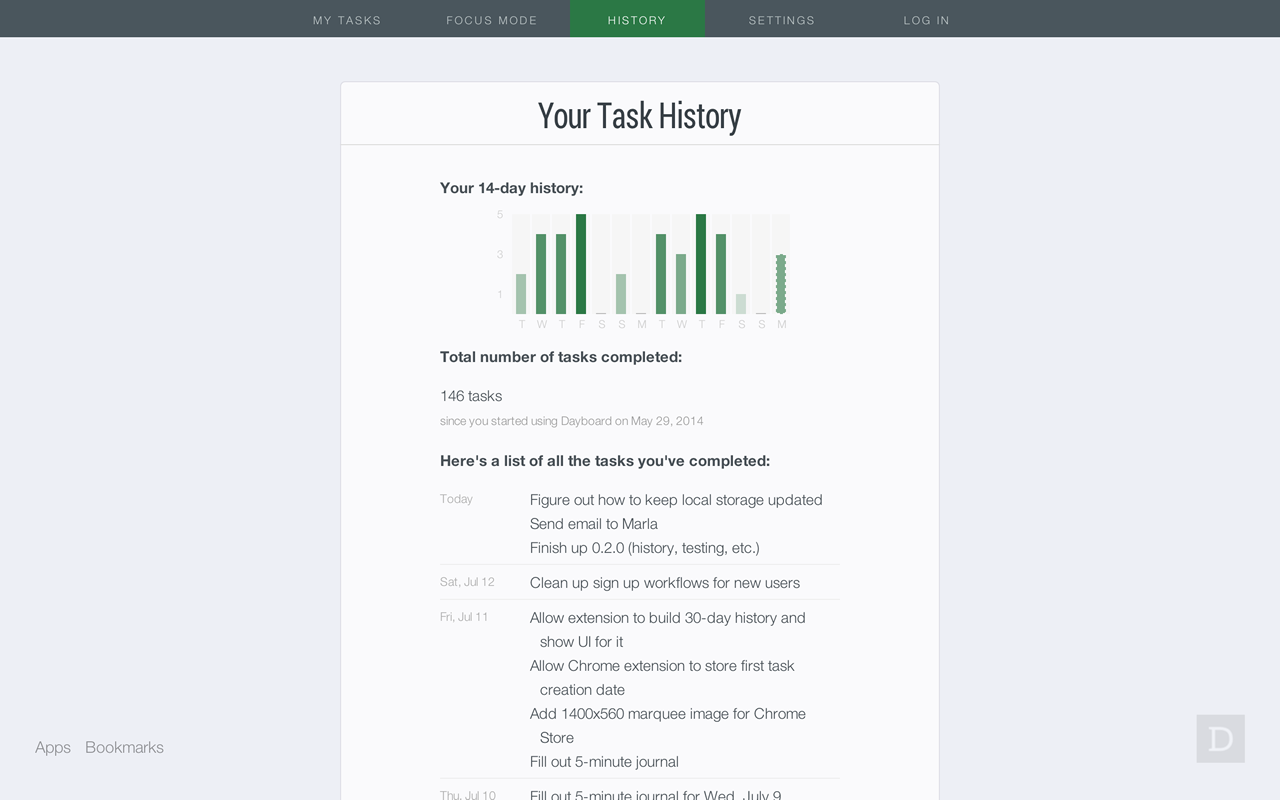 MY TASKS FOCUS MODE HISTORY SETTINGS LOG IN
Your Task History
Your 14-day history:
5
3
1
T W T F S S M T W T F S S M
Total number of tasks completed:
146 tasks
since you started using Dayboard on May 29, 2014
Here's a list of all the tasks you've completed:
Today Figure out how to keep local storage updated
Send email to Marla
Finish up 0.2.0 (history, testing, etc.)
Sat, Jul 12 Clean up sign up workflows for new users
Fri, Jul 11 Allow extension to build 30-day history and
show UI for it
Allow Chrome extension to store first task
creation date
Add 1400x560 marquee image for Chrome
Store
Fill out 5-minute journal
Thu, Jul 10 Fill out 5-minute journal for Wed, July 9
Apps Bookmarks
D